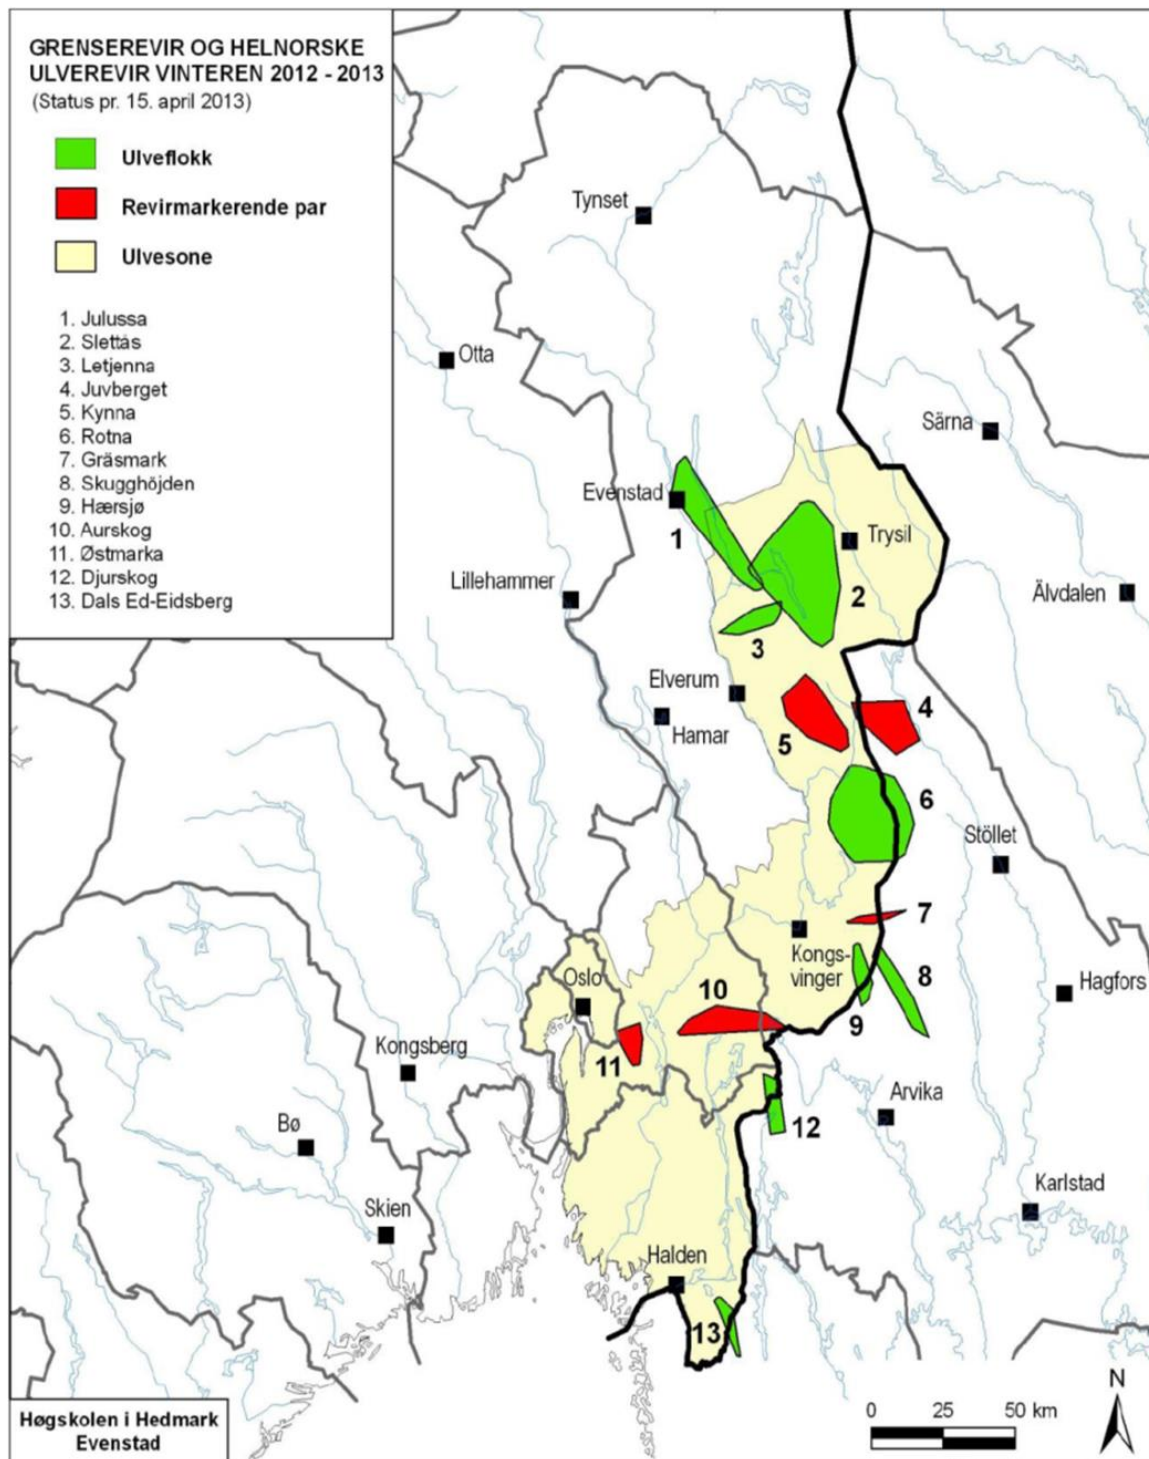 GRENSEREVIR OG HELNORSKE
ULVEREVIR VINTEREN 2012 - 2013
(Status pr. 15. april 2013)
Ulveflokk
Revirmarkerende par
Ulvesone
1. Julussa
2. Slettås
3. Letjenna
4. Juvberget
5. Kynna
6. Rotna
7. Gräsmark
8. Skugghöjden
9. Hærsjø
10. Aurskog
11. Østmarka
12. Djurskog
13. Dals Ed-Eidsberg
Tynset
Otta
Särna
Evenstad
1
Trysil
Lillehammer
2
Älvdalen
3
Elverum
4
Hamar
5
6
Stöllet
7
Kongs-
vinger
8
Hagfors
Oslo
10
9
Kongsberg
11
Arvika
Bø
12
Karlstad
Skien
Halden
13
N
0 25 50 km
Høgskolen i Hedmark
Evenstad